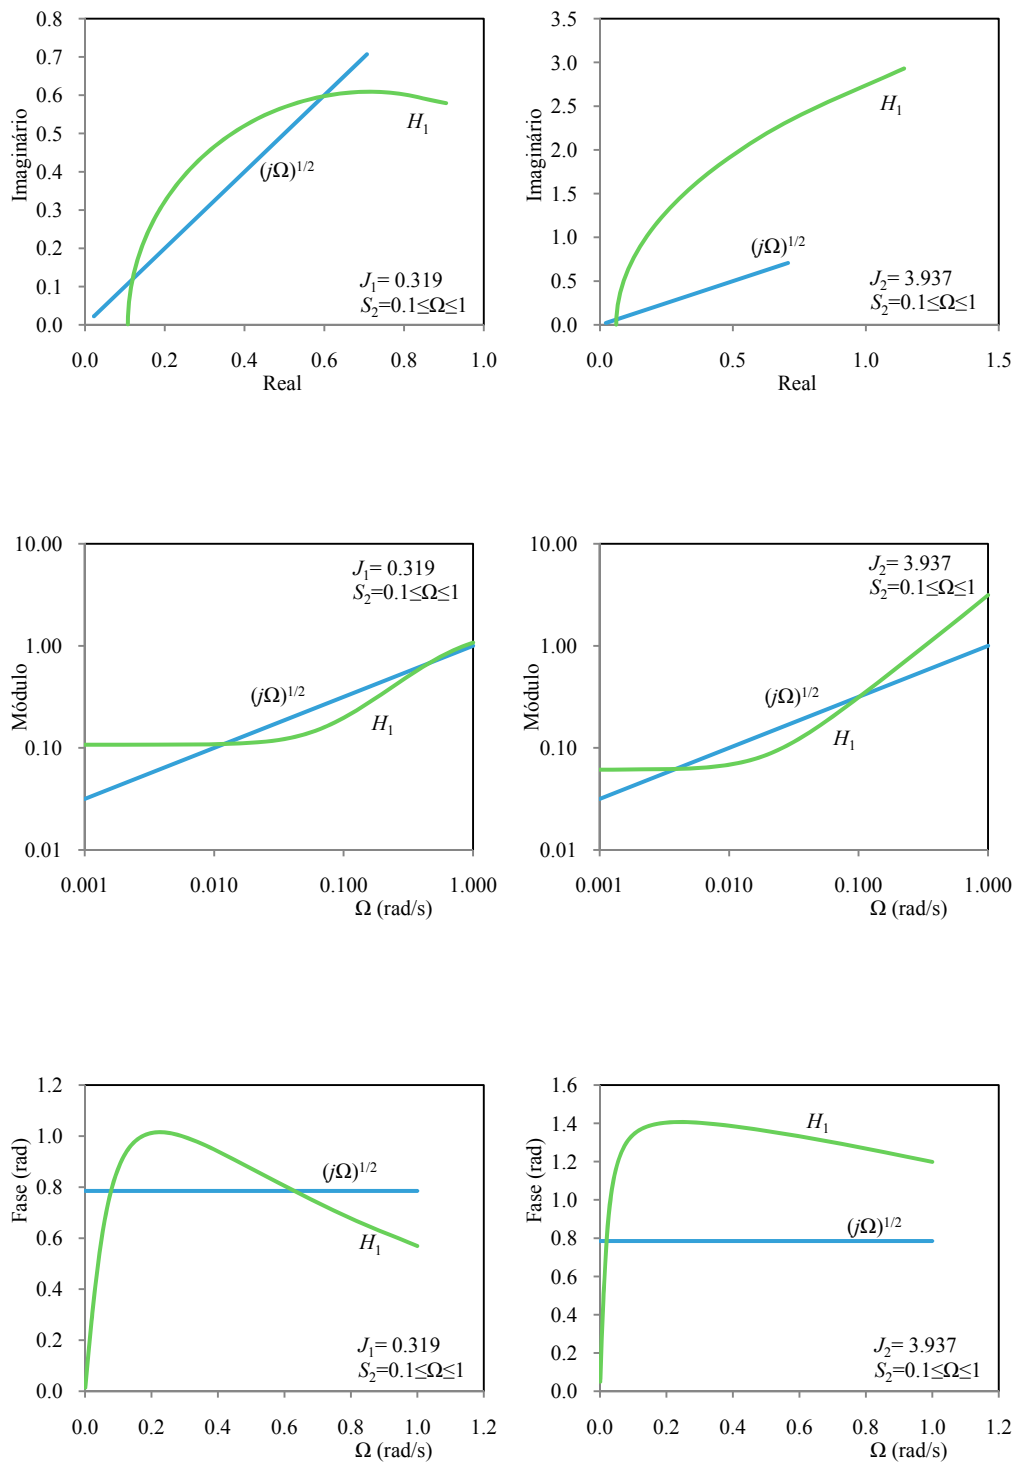 0.8
0.7
0.6
0.5
0.4
0.3
0.2
0.1
0.0
Imaginário
H1
(jΩ)1/2
J1= 0.319
S2=0.1≤Ω≤1
0.0 0.2 0.4 0.6 0.8 1.0
Real
3.5
3.0
2.5
2.0
1.5
1.0
0.5
0.0
Imaginário
H1
(jΩ)1/2
J2= 3.937
S2=0.1≤Ω≤1
0.0 0.5 1.0 1.5
Real
10.00
1.00
0.10
0.01
Módulo
J1= 0.319
S2=0.1≤Ω≤1
(jΩ)1/2
H1
0.001 0.010 0.100 1.000
Ω (rad/s)
10.00
1.00
0.10
0.01
Módulo
J2= 3.937
S2=0.1≤Ω≤1
(jΩ)1/2
H1
0.001 0.010 0.100 1.000
Ω (rad/s)
1.2
1.0
0.8
0.6
0.4
0.2
0.0
Fase (rad)
(jΩ)1/2
H1
J1= 0.319
S2=0.1≤Ω≤1
0.0 0.2 0.4 0.6 0.8 1.0 1.2
Ω (rad/s)
1.6
1.4
1.2
1.0
0.8
0.6
0.4
0.2
0.0
Fase (rad)
H1
(jΩ)1/2
J2= 3.937
S2=0.1≤Ω≤1
0.0 0.2 0.4 0.6 0.8 1.0 1.2
Ω (rad/s)